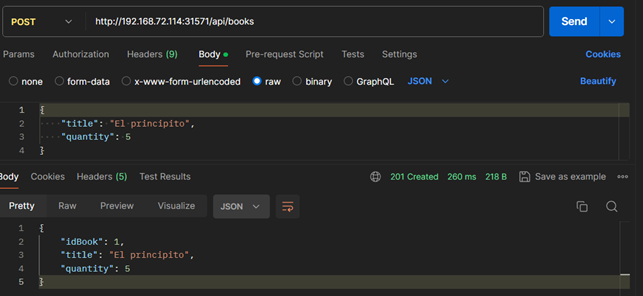 POST http://192.168.72.114:31571/api/books Send
Params Authorization Headers (9) Body Pre-request Script Tests Settings Cookies
none form-data x-www-form-urlencoded raw binary GraphQL JSON Beautify
1 {
2 "title": "El principito",
3 "quantity": 5
4 }
Body Cookies Headers (5) Test Results 201 Created 260 ms 218 B Save as example
Pretty Raw Preview Visualize JSON
1 {
2 "idBook": 1,
3 "title": "El principito",
4 "quantity": 5
5 }